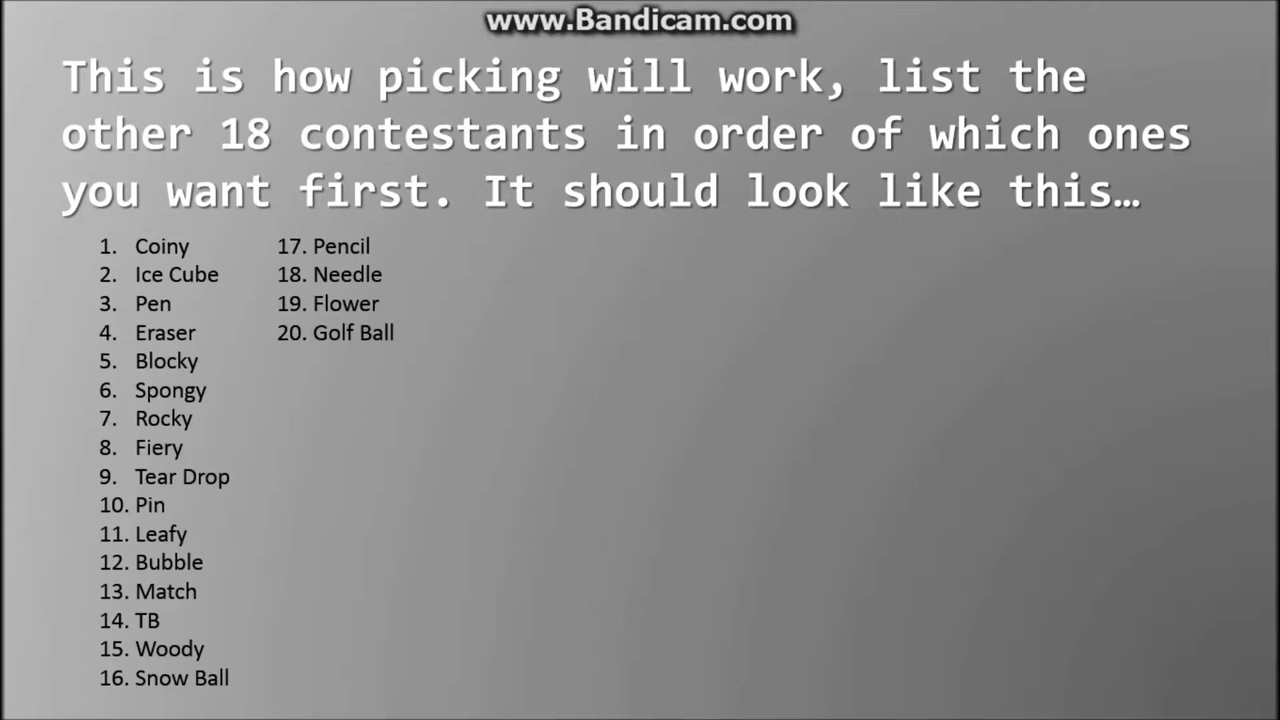 www.Bandicam.com
This is how picking will work, list the
other 18 contestants in order of which ones
you want first. It should look like this…
1. Coiny
2. Ice Cube
3. Pen
4. Eraser
5. Blocky
6. Spongy
7. Rocky
8. Fiery
9. Tear Drop
10. Pin
11. Leafy
12. Bubble
13. Match
14. TB
15. Woody
16. Snow Ball
17. Pencil
18. Needle
19. Flower
20. Golf Ball